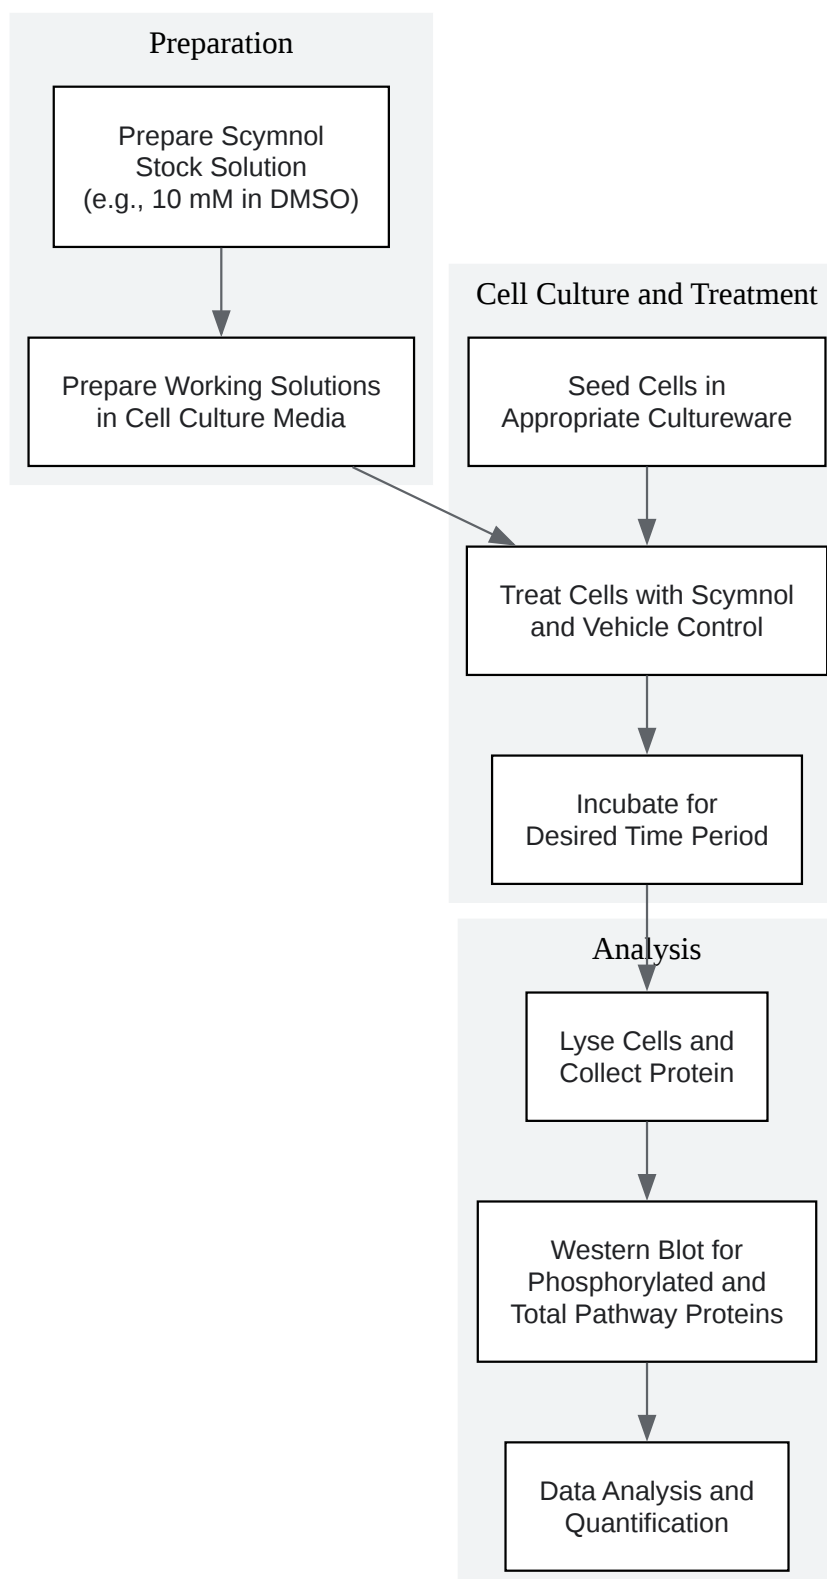 Preparation
Prepare Scymnol
Stock Solution
(e.g., 10 mM in DMSO)
Prepare Working Solutions
in Cell Culture Media
Cell Culture and Treatment
Seed Cells in
Appropriate Cultureware
Treat Cells with Scymnol
and Vehicle Control
Incubate for
Desired Time Period
Analysis
Lyse Cells and
Collect Protein
Western Blot for
Phosphorylated and
Total Pathway Proteins
Data Analysis and
Quantification